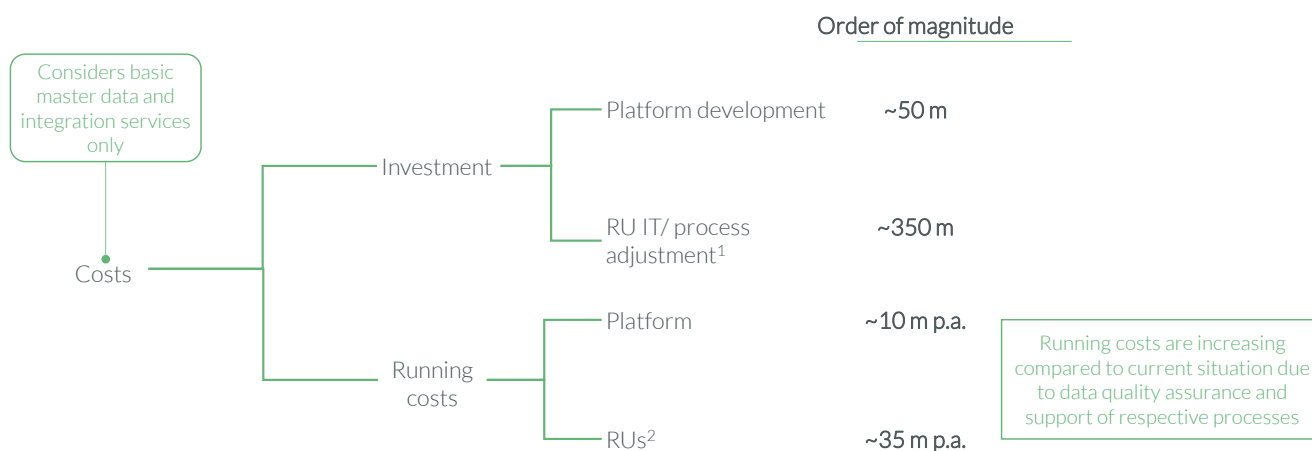 Order of magnitude
Considers basic
master data and
integration services
only
Platform development
~50 m
Investment
RU IT/ process
adjustment¹
~350 m
Costs
Platform
~10 m p.a.
Running costs are increasing
compared to current situation due
to data quality assurance and
support of respective processes
Running
costs
RUs²
~35 m p.a.